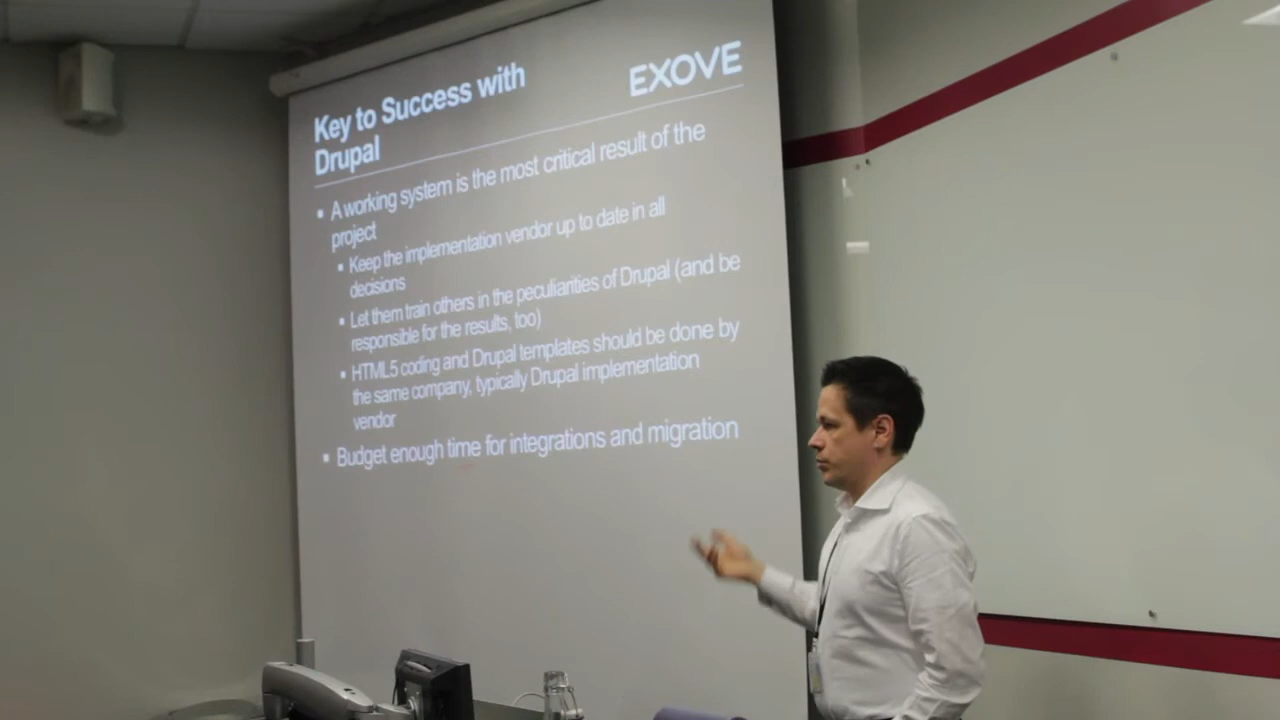 Key to Success with
Drupal
EXOVE
▪ A working system is the most critical result of the
project
▪ Keep the implementation vendor up to date in all
decisions
▪ Let them train others in the peculiarities of Drupal (and be
responsible for the results, too)
▪ HTML5 coding and Drupal templates should be done by
the same company, typically Drupal implementation
vendor
▪ Budget enough time for integrations and migration